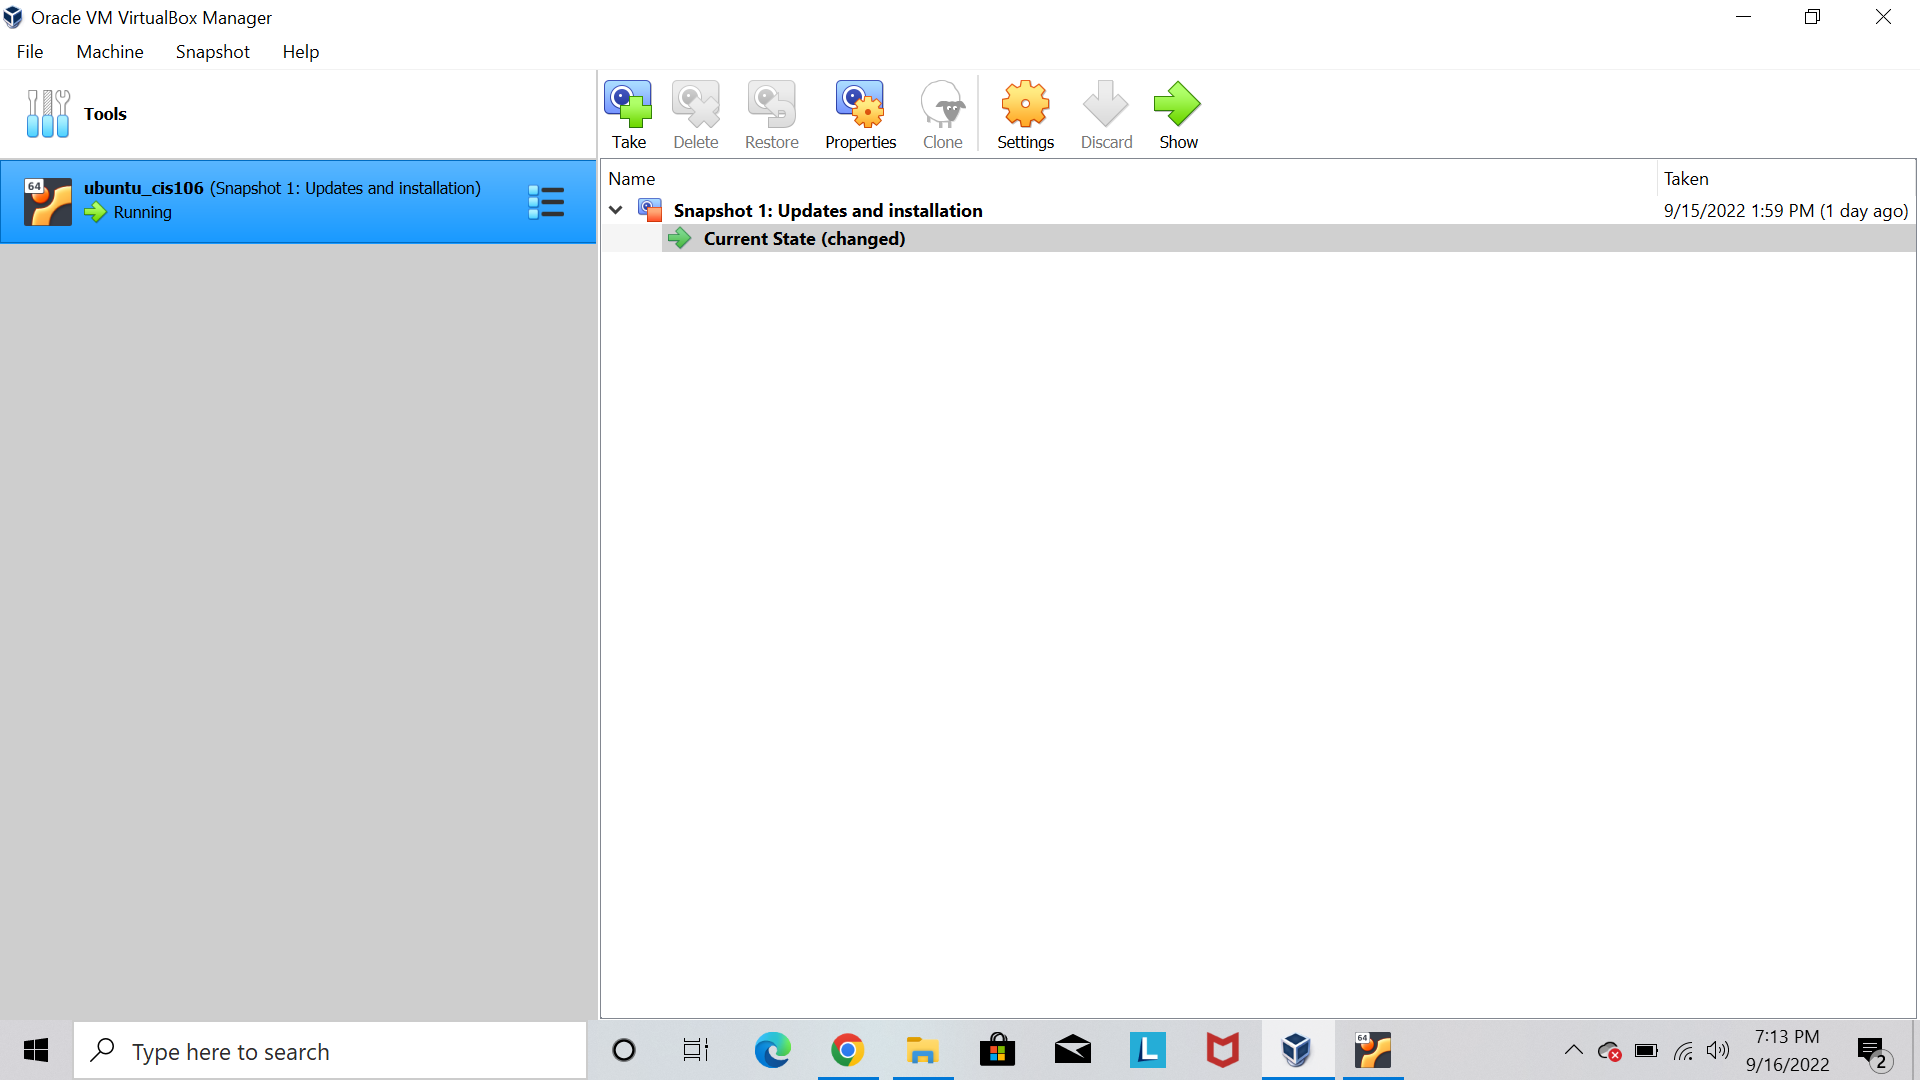 Oracle VM VirtualBox Manager
File Machine Snapshot Help
Tools
Take Delete Restore Properties Clone Settings Discard Show
64
ubuntu_cis106 (Snapshot 1: Updates and installation)
Running
Name Taken
Snapshot 1: Updates and installation 9/15/2022 1:59 PM (1 day ago)
Current State (changed)
Type here to search
L
64
7:13 PM
9/16/2022
2